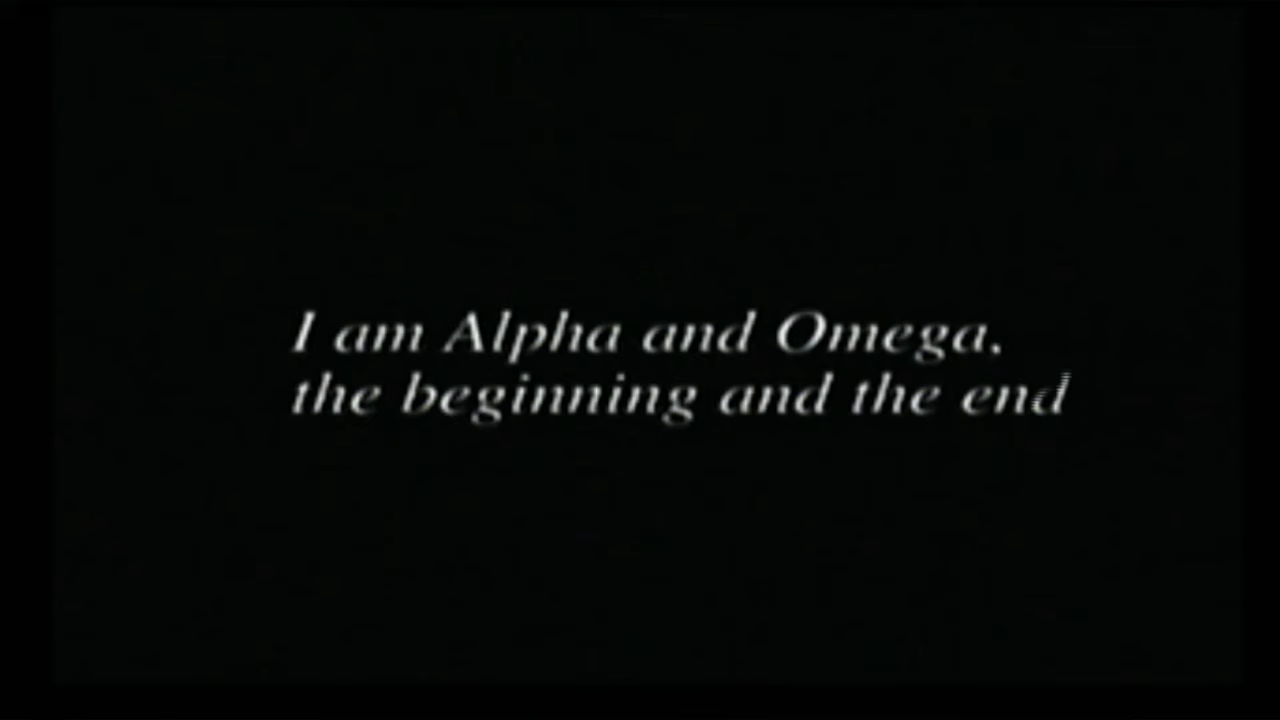 I am Alpha and Omega,
the beginning and the end